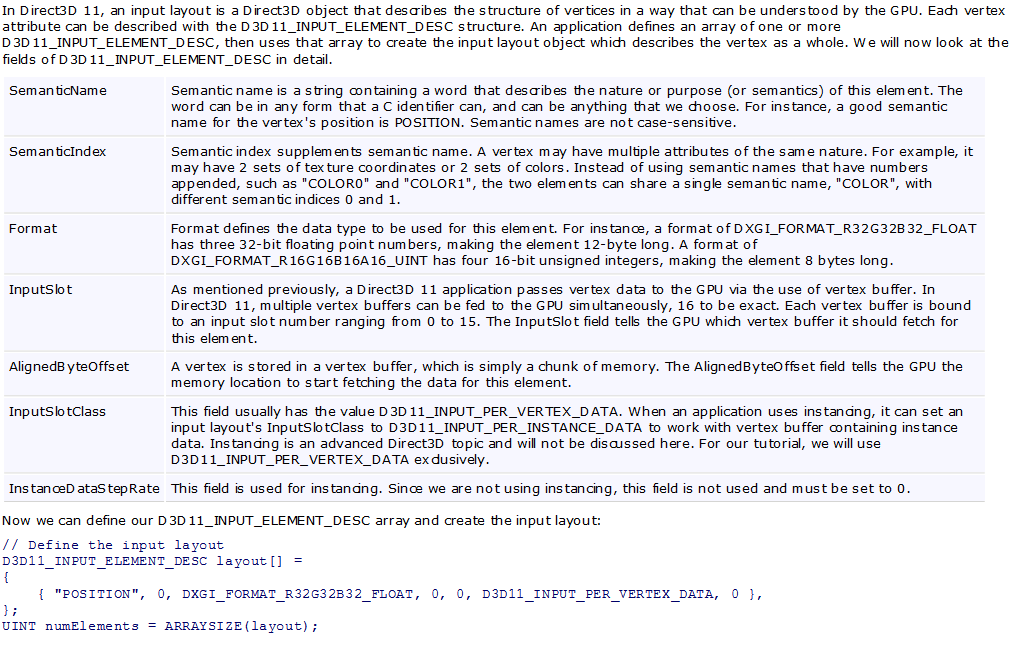 In Direct3D 11, an input layout is a Direct3D object that describes the structure of vertices in a way that can be understood by the GPU. Each vertex
attribute can be described with the D3D11_INPUT_ELEMENT_DESC structure. An application defines an array of one or more
D3D11_INPUT_ELEMENT_DESC, then uses that array to create the input layout object which describes the vertex as a whole. We will now look at the
fields of D3D11_INPUT_ELEMENT_DESC in detail.
SemanticName
Semantic name is a string containing a word that describes the nature or purpose (or semantics) of this element. The
word can be in any form that a C identifier can, and can be anything that we choose. For instance, a good semantic
name for the vertex's position is POSITION. Semantic names are not case-sensitive.
SemanticIndex
Semantic index supplements semantic name. A vertex may have multiple attributes of the same nature. For example, it
may have 2 sets of texture coordinates or 2 sets of colors. Instead of using semantic names that have numbers
appended, such as "COLOR0" and "COLOR1", the two elements can share a single semantic name, "COLOR", with
different semantic indices 0 and 1.
Format
Format defines the data type to be used for this element. For instance, a format of DXGI_FORMAT_R32G32B32_FLOAT
has three 32-bit floating point numbers, making the element 12-byte long. A format of
DXGI_FORMAT_R16G16B16A16_UINT has four 16-bit unsigned integers, making the element 8 bytes long.
InputSlot
As mentioned previously, a Direct3D 11 application passes vertex data to the GPU via the use of vertex buffer. In
Direct3D 11, multiple vertex buffers can be fed to the GPU simultaneously, 16 to be exact. Each vertex buffer is bound
to an input slot number ranging from 0 to 15. The InputSlot field tells the GPU which vertex buffer it should fetch for
this element.
AlignedByteOffset
A vertex is stored in a vertex buffer, which is simply a chunk of memory. The AlignedByteOffset field tells the GPU the
memory location to start fetching the data for this element.
InputSlotClass
This field usually has the value D3D11_INPUT_PER_VERTEX_DATA. When an application uses instancing, it can set an
input layout's InputSlotClass to D3D11_INPUT_PER_INSTANCE_DATA to work with vertex buffer containing instance
data. Instancing is an advanced Direct3D topic and will not be discussed here. For our tutorial, we will use
D3D11_INPUT_PER_VERTEX_DATA exclusively.
InstanceDataStepRate
This field is used for instancing. Since we are not using instancing, this field is not used and must be set to 0.
Now we can define our D3D11_INPUT_ELEMENT_DESC array and create the input layout:
// Define the input layout
D3D11_INPUT_ELEMENT_DESC layout[] =
{
    { "POSITION", 0, DXGI_FORMAT_R32G32B32_FLOAT, 0, 0, D3D11_INPUT_PER_VERTEX_DATA, 0 },
};
UINT numElements = ARRAYSIZE(layout);